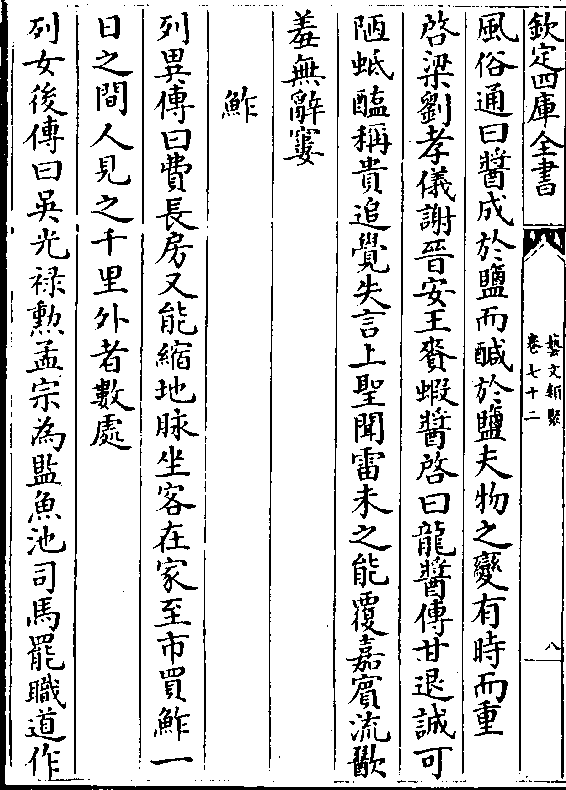 欽定四庫全書
藝文類聚
卷七十二
八
風俗通曰醬成於鹽而醎於鹽夫物之變有時而重
啓梁劉孝儀謝晉安王賚蝦醬啓曰龍醬傳甘退誠可
陋蚳醢稱貴追覺失言上聖聞雷未之能覆嘉賓流歠
羞無辭窶
鮓
列異傳曰費長房又能縮地脉坐客在家至市買鮓一
日之間人見之千里外者數處
列女後傳曰吳光禄勲孟宗為監魚池司馬罷職道作